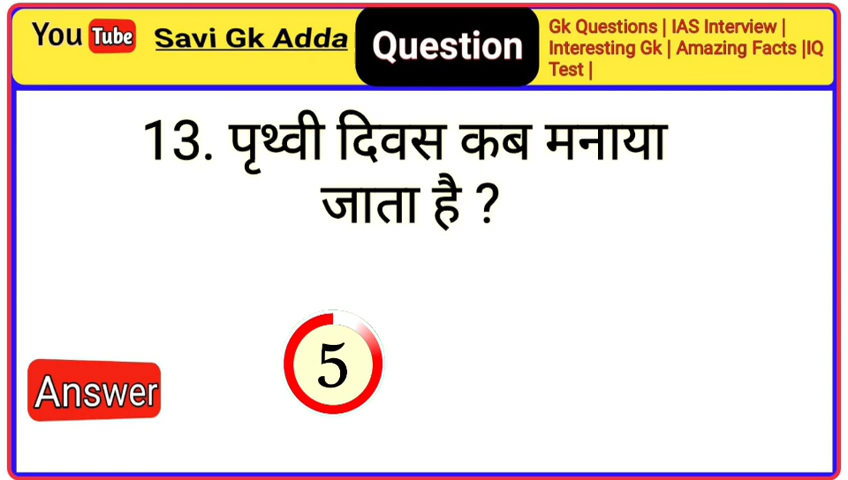 You Tube Savi Gk Adda Question
Gk Questions | IAS Interview |
Interesting Gk | Amazing Facts |IQ
Test |
13. पृथ्वी दिवस कब मनाया
जाता है ?
5
Answer